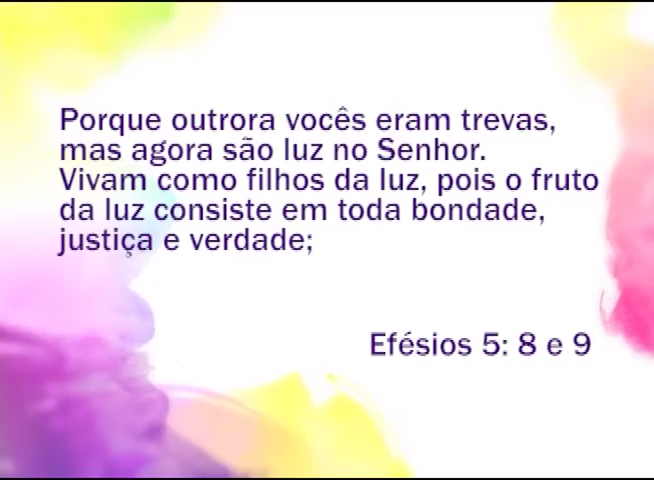 Porque outrora vocês eram trevas,
mas agora são luz no Senhor.
Vivam como filhos da luz, pois o fruto
da luz consiste em toda bondade,
justiça e verdade;
Efésios 5: 8 e 9